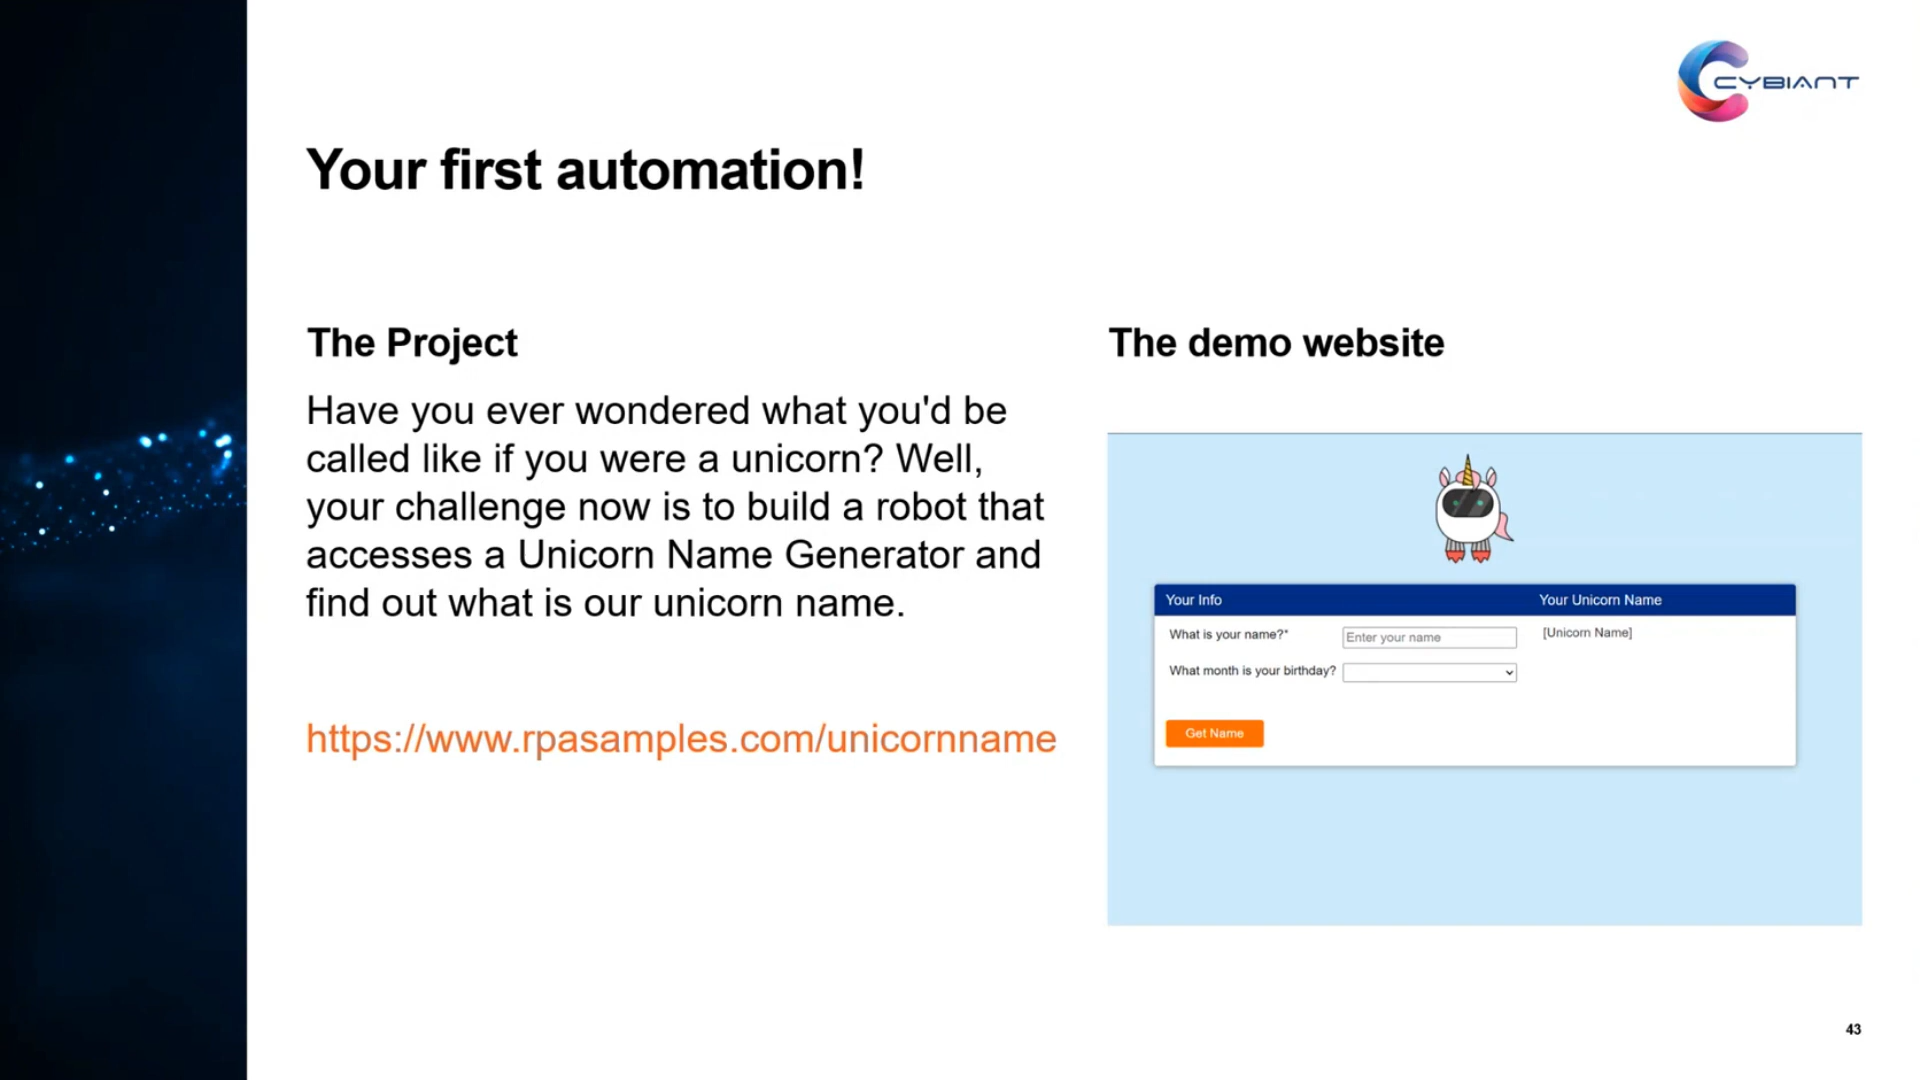 CYBIANT
Your first automation!
The Project
Have you ever wondered what you'd be
called like if you were a unicorn? Well,
your challenge now is to build a robot that
accesses a Unicorn Name Generator and
find out what is our unicorn name.
https://www.rpasamples.com/unicornname
The demo website
Your Info
Your Unicorn Name
What is your name?*
Enter your name
[Unicorn Name]
What month is your birthday?
Get Name
43